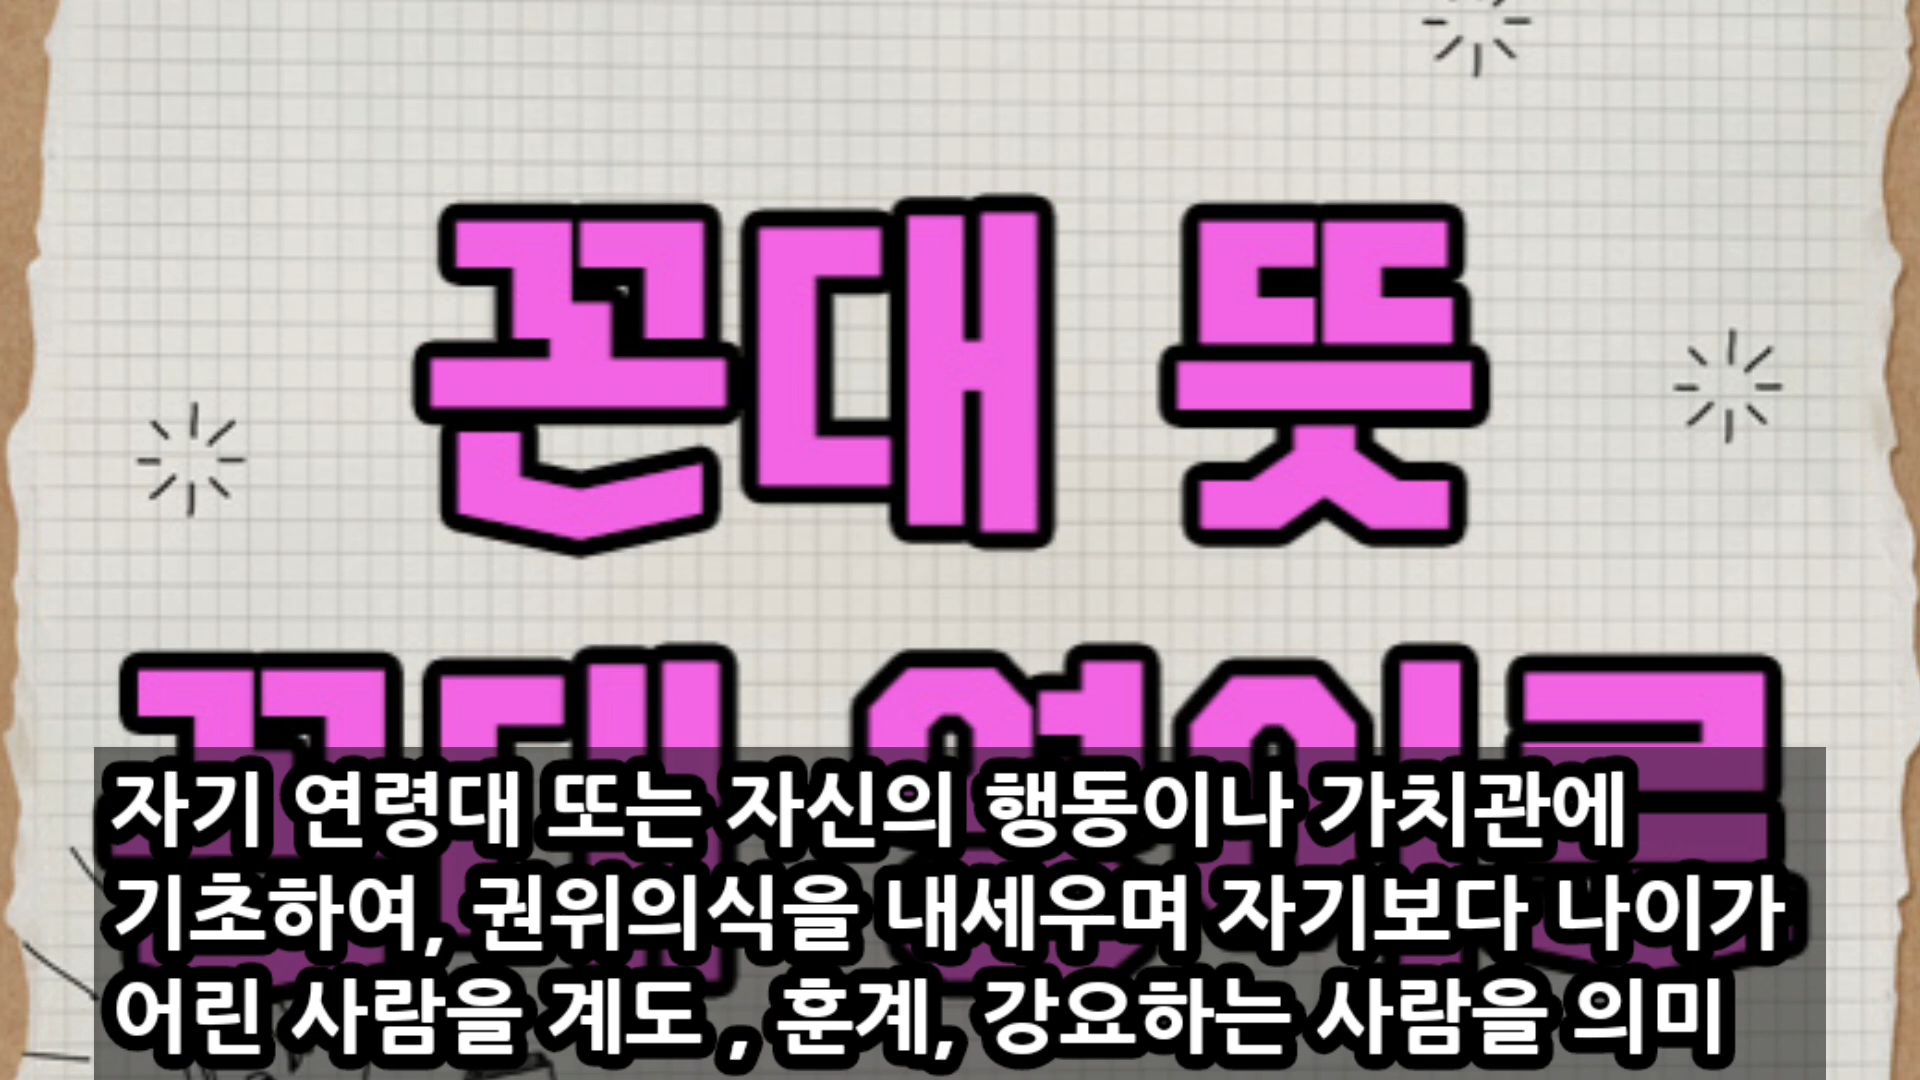 꼰대 뜻
꼰대
자기 연령대 또는 자신의 행동이나 가치관에
기초하여, 권위의식을 내세우며 자기보다 나이가
어린 사람을 계도 , 훈계, 강요하는 사람을 의미